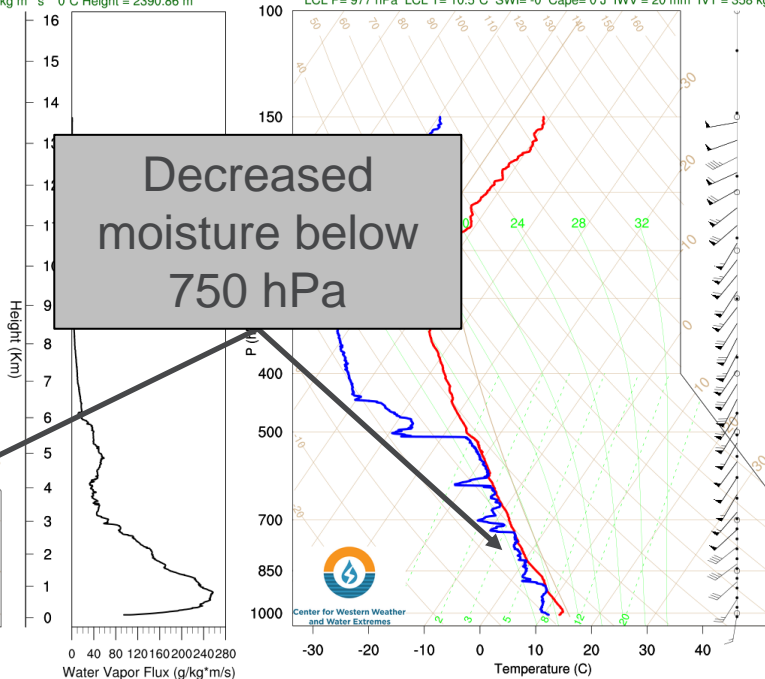 kg m s 0 C Height = 2390.86 m
LCL P= 977 hPa LCL T= 10.5 C SWI= -0 Cape= 0 J IWV = 20 mm IVT = 358 kg
Decreased
moisture below
750 hPa
16
15
14
13
12
11
10
9
8
7
6
5
4
3
2
1
0
Height (Km)
0 40 80 120 160 200 240 280
Water Vapor Flux (g/kg*m/s)
100
150
400
500
700
850
1000
P
50 60 70 80 90 100 110 120 130 140 160
40
-10
-20
-30
-20
-10
0
10
30
24 28 32
2 3 5 8 12 20
Center for Western Weather
and Water Extremes
-30 -20 -10 0 10 20 30 40
Temperature (C)